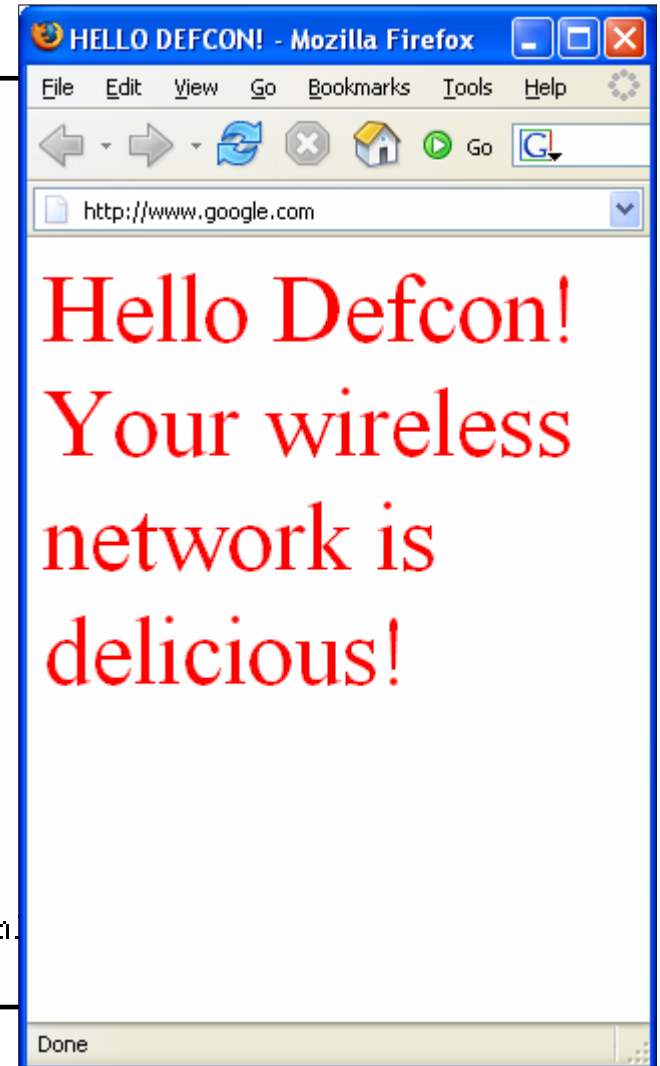 HELLO DEFCON! - Mozilla Firefox
File Edit View Go Bookmarks Tools Help
Go G
http://www.google.com
Hello Defcon!
Your wireless
network is
delicious!
Done